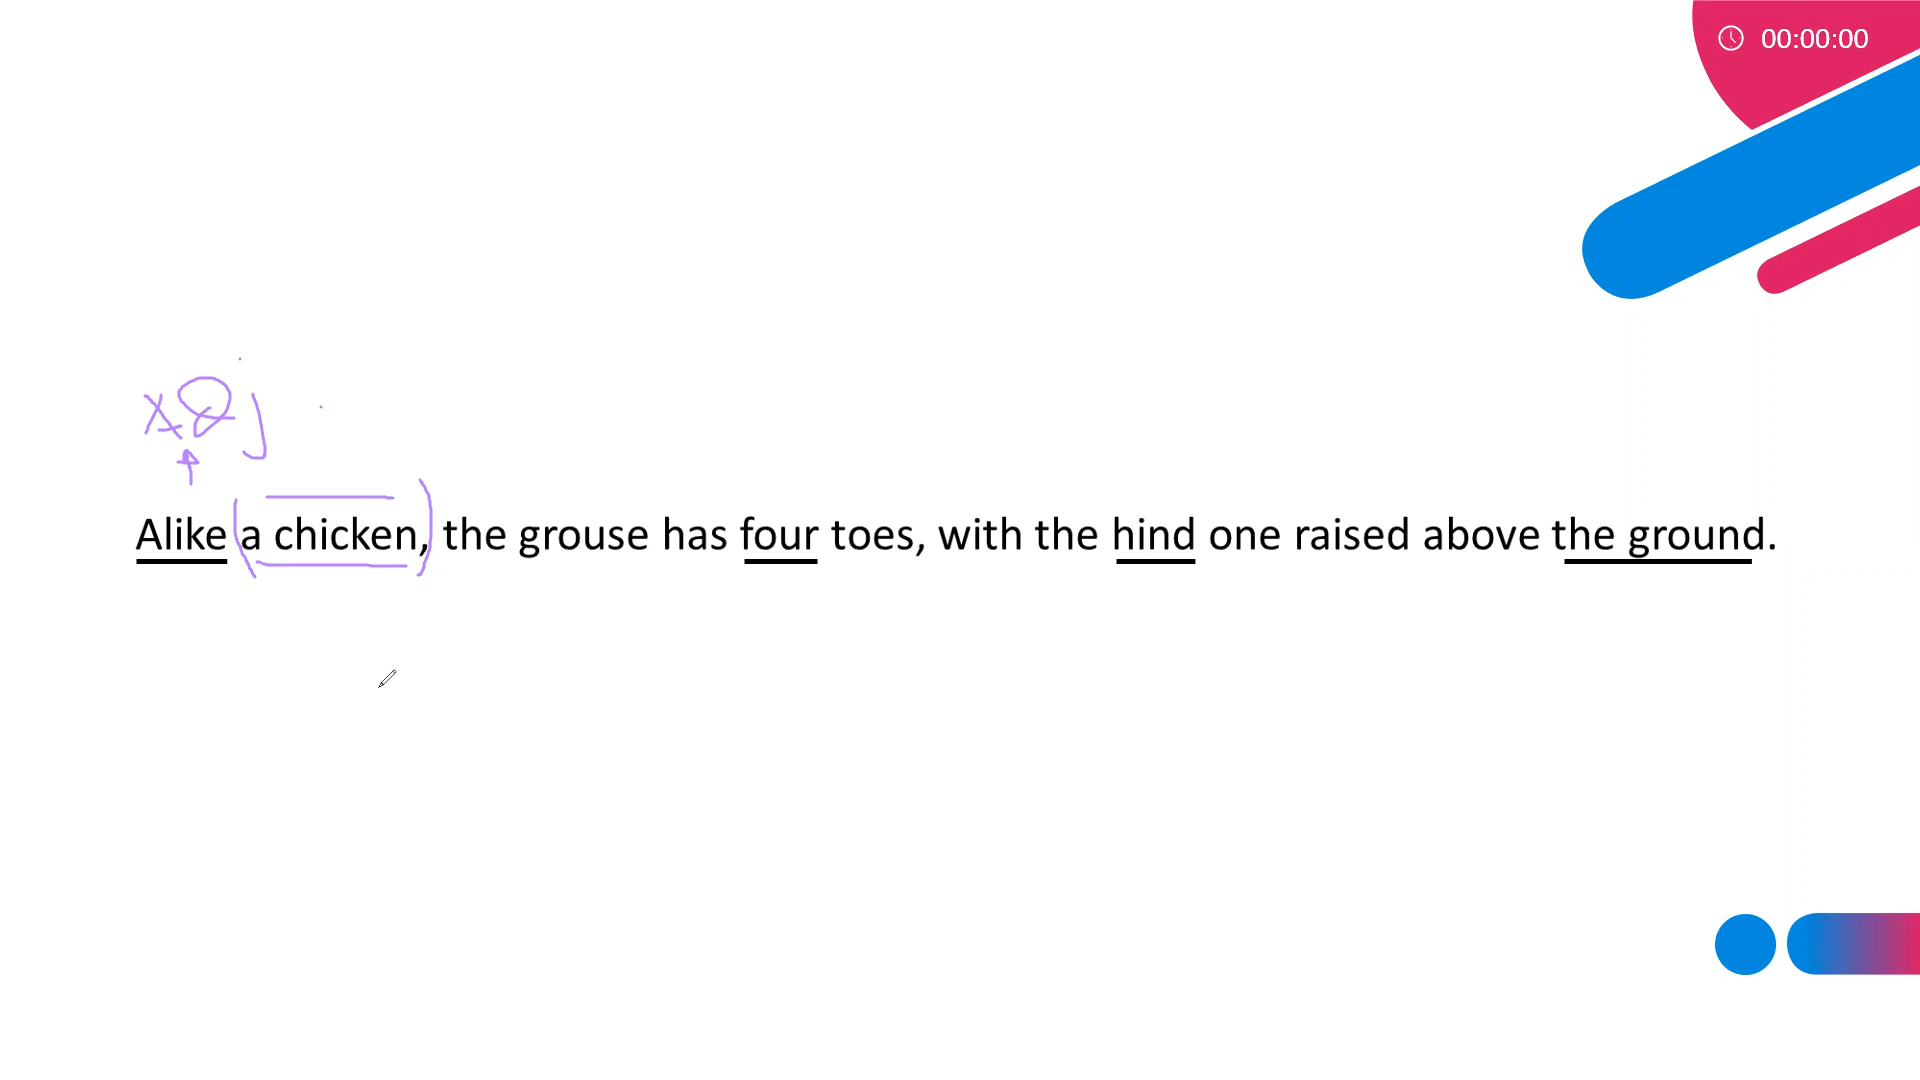 00:00:00
Alike a chicken, the grouse has four toes, with the hind one raised above the ground.